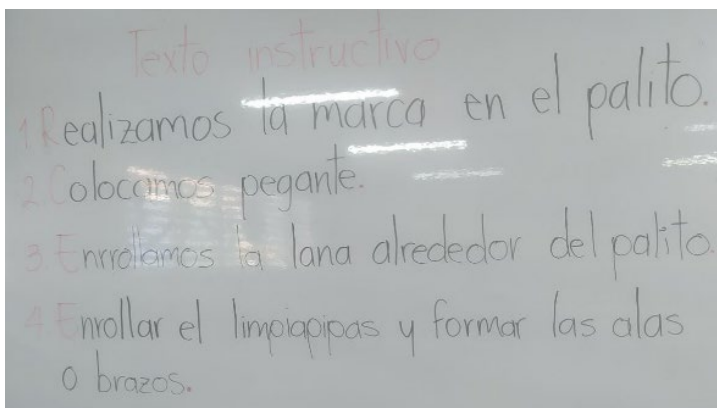 Texto instructivo
1 Realizamos la marca en el palito.
2 Colocamos pegante.
3. Enrrollamos la lana alrededor del palito.
4 Enrollar el limpiapipas y formar las alas
o brazos.